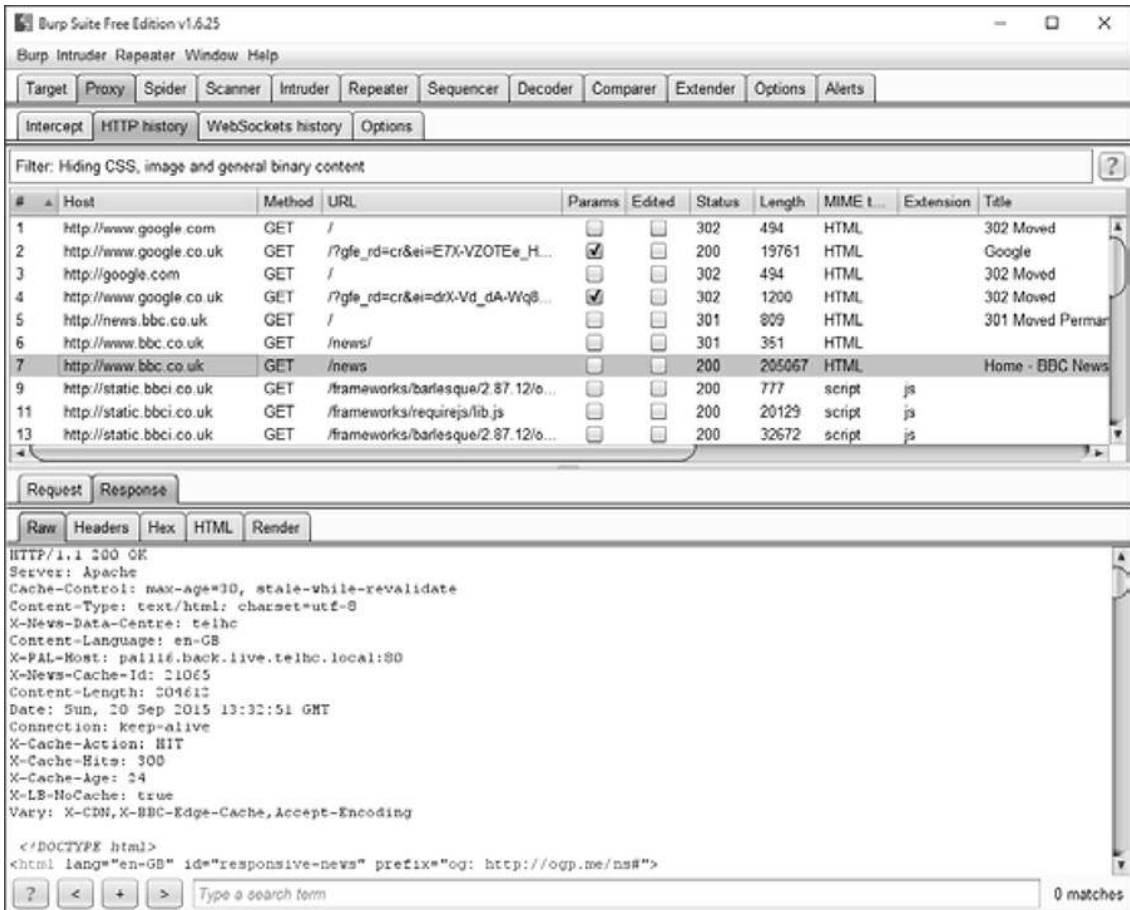 Burp Suite Free Edition v1.6.25
Burp Intruder Repeater Window Help
Target Proxy Spider Scanner Intruder Repeater Sequencer Decoder Comparer Extender Options Alerts
Intercept HTTP history WebSockets history Options
Filter: Hiding CSS, image and general binary content ?
# Host Method URL Params Edited Status Length MIME t... Extension Title
1 http://www.google.com GET / 302 494 HTML 302 Moved
2 http://www.google.co.uk GET /?gfe_rd=cr&ei=E7X-VZOTEe_H... 200 19761 HTML Google
3 http://google.com GET / 302 494 HTML 302 Moved
4 http://www.google.co.uk GET /?gfe_rd=cr&ei=drX-Vd_dA-Wq8... 302 1200 HTML 302 Moved
5 http://news.bbc.co.uk GET / 301 809 HTML 301 Moved Perman
6 http://www.bbc.co.uk GET /news/ 301 351 HTML
7 http://www.bbc.co.uk GET /news 200 205067 HTML Home - BBC News
9 http://static.bbci.co.uk GET /frameworks/barlesque/2.87.12/o... 200 777 script js
11 http://static.bbci.co.uk GET /frameworks/requirejs/lib.js 200 20129 script js
13 http://static.bbci.co.uk GET /frameworks/barlesque/2.87.12/o... 200 32672 script js
Request Response
Raw Headers Hex HTML Render
HTTP/1.1 200 OK
Server: Apache
Cache-Control: max-age=30, stale-while-revalidate
Content-Type: text/html; charset=utf-8
X-News-Data-Centre: telhc
Content-Language: en-GB
X-PAL-Host: pal116.back.live.telhc.local:80
X-News-Cache-Id: 21065
Content-Length: 204612
Date: Sun, 20 Sep 2015 13:32:51 GMT
Connection: keep-alive
X-Cache-Action: HIT
X-Cache-Hits: 300
X-Cache-Age: 24
X-LB-NoCache: true
Vary: X-CDN,X-BBC-Edge-Cache,Accept-Encoding
<!DOCTYPE html>
<html lang="en-GB" id="responsive-news" prefix="og: http://ogp.me/ns#">
? < + > Type a search term 0 matches